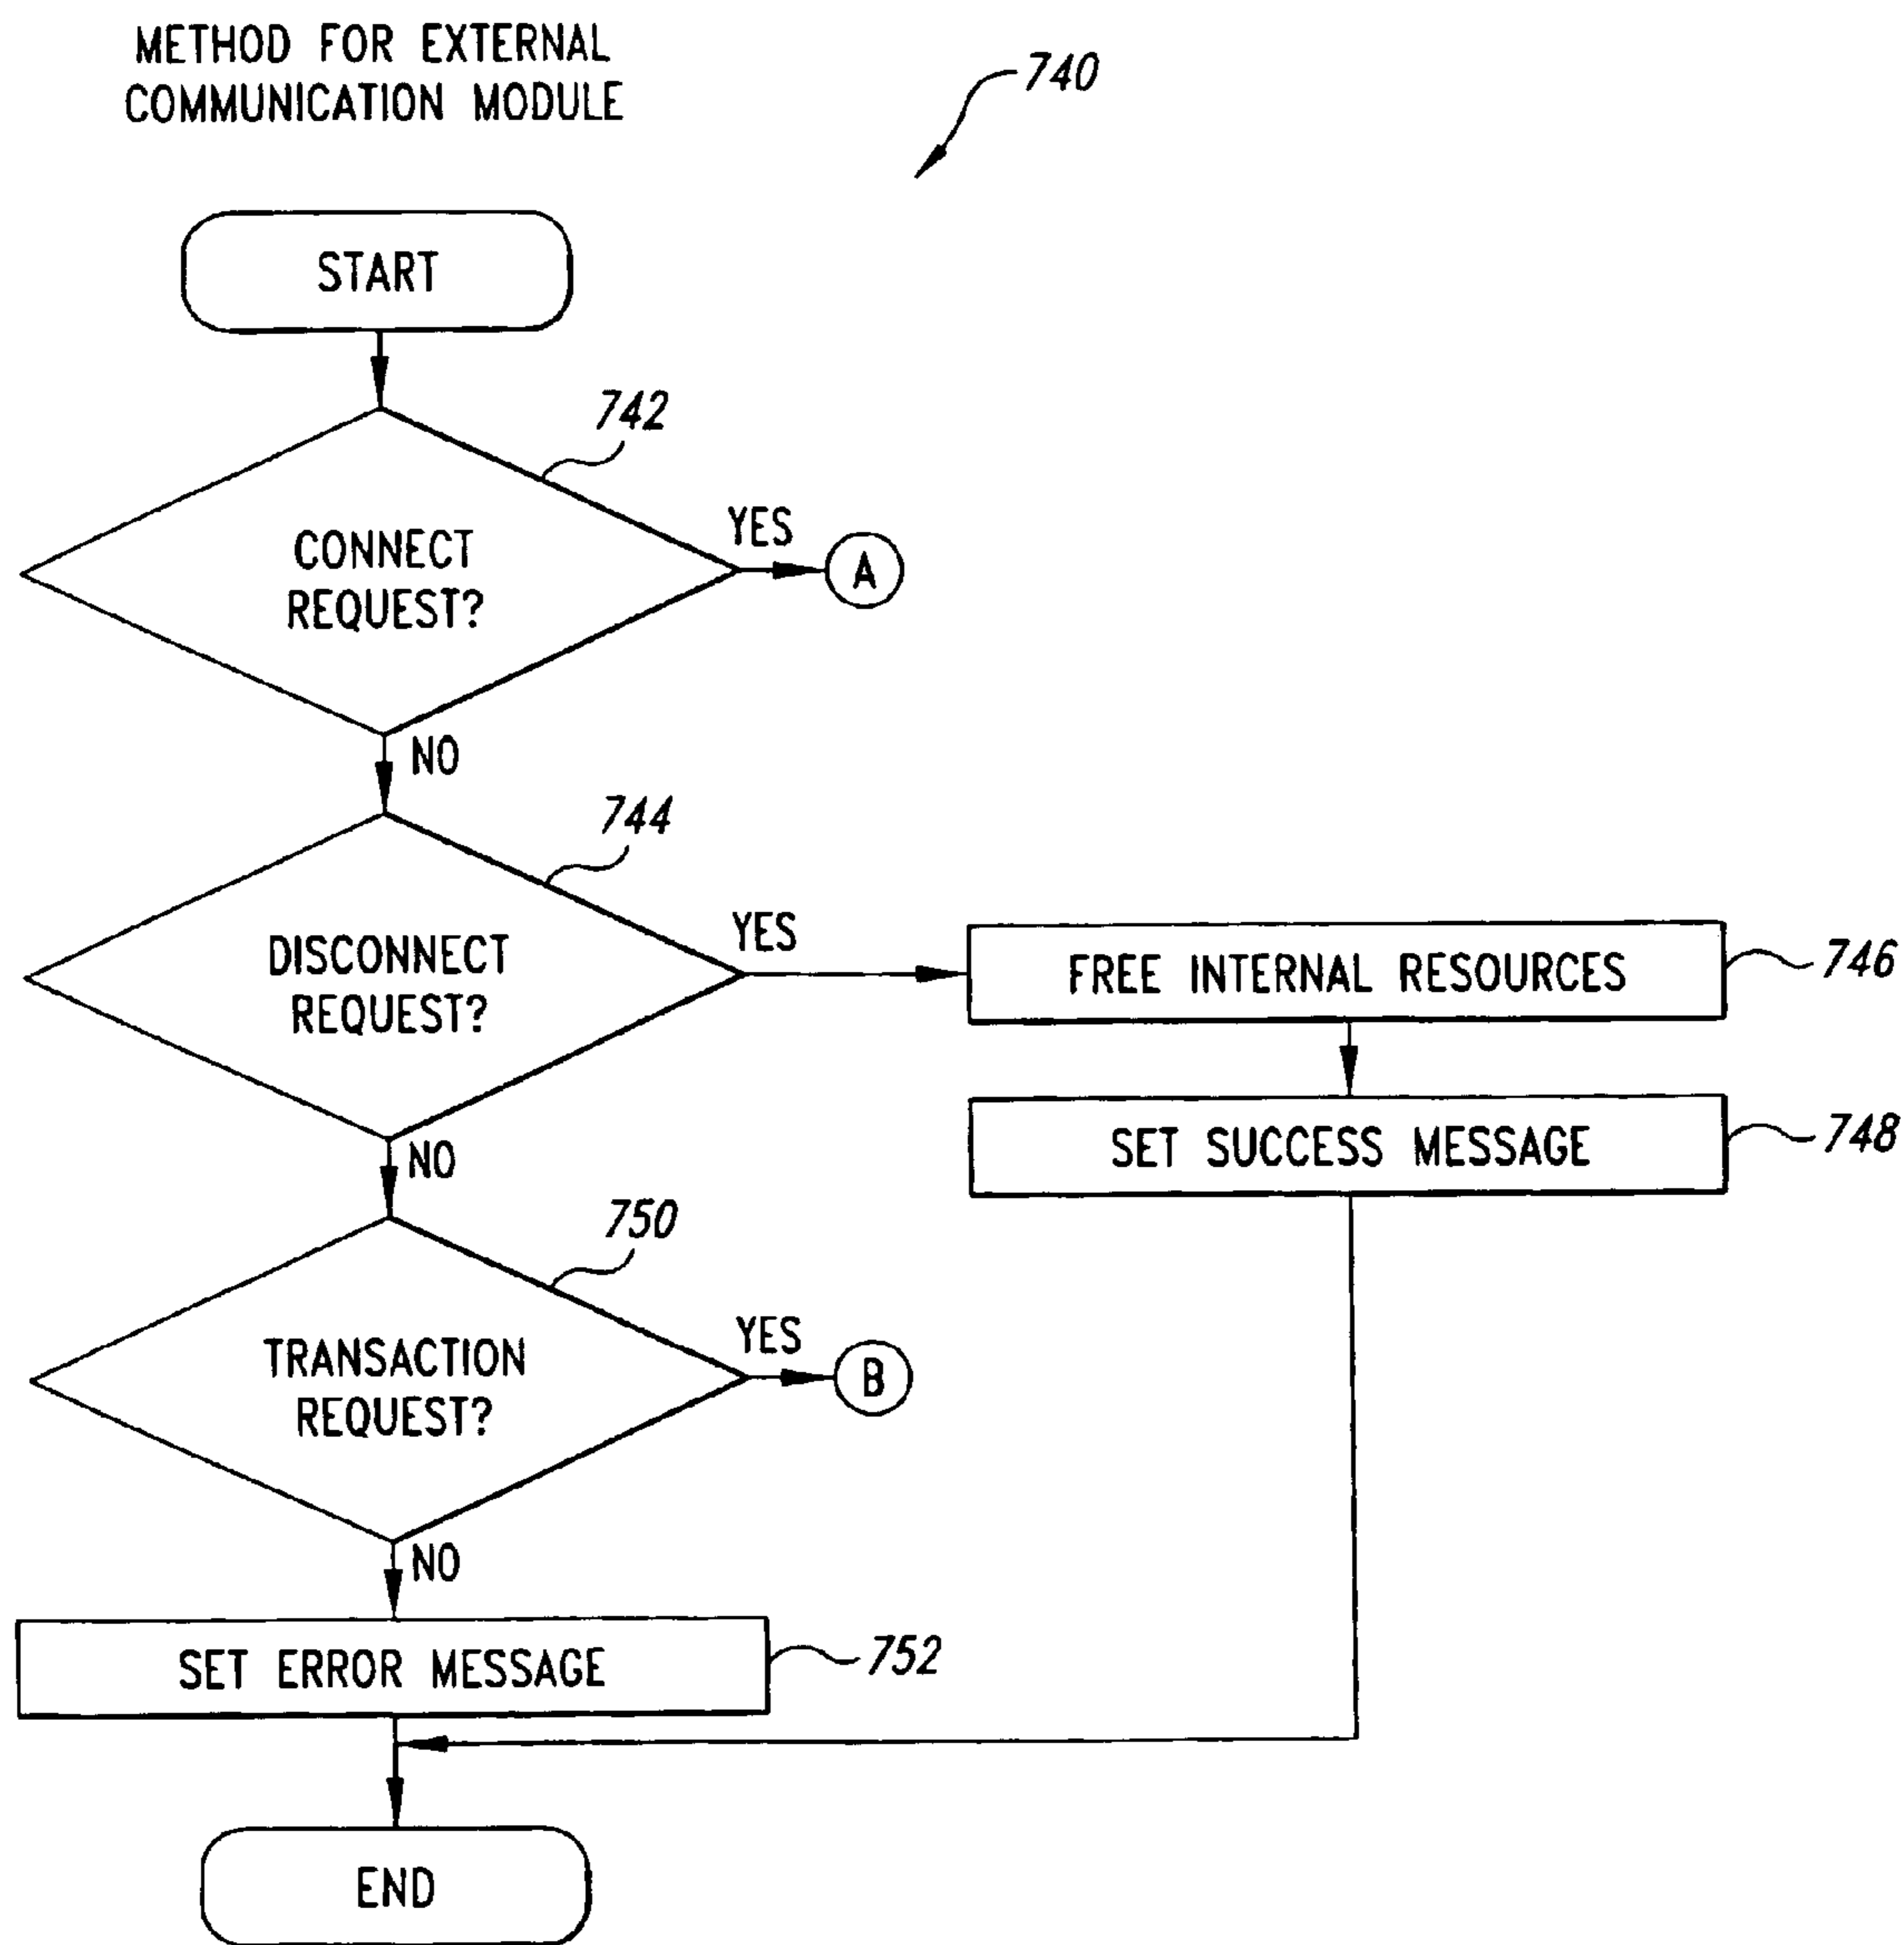 METHOD FOR EXTERNAL
COMMUNICATION MODULE
740
START
742
CONNECT
REQUEST?
YES
A
NO
744
DISCONNECT
REQUEST?
YES
FREE INTERNAL RESOURCES
746
SET SUCCESS MESSAGE
748
NO
750
TRANSACTION
REQUEST?
YES
B
NO
SET ERROR MESSAGE
752
END